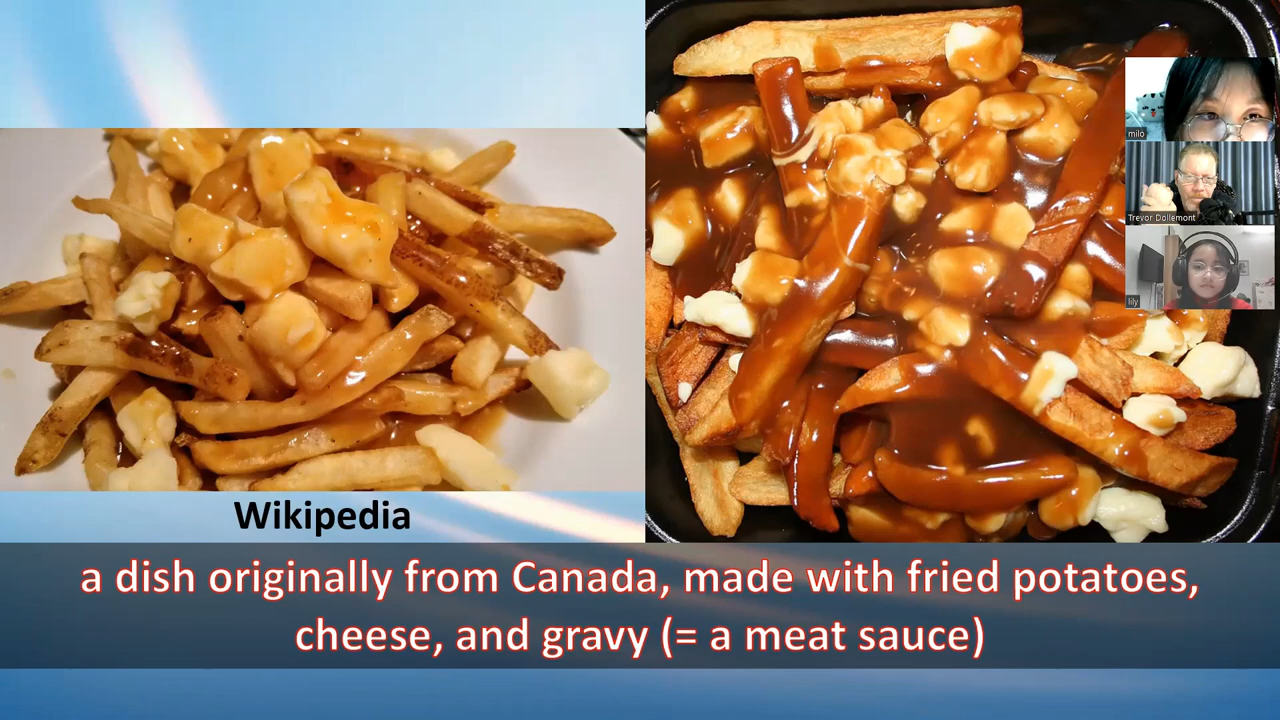 milo
Trevor Dollemont
lily
Wikipedia
a dish originally from Canada, made with fried potatoes,
cheese, and gravy (= a meat sauce)